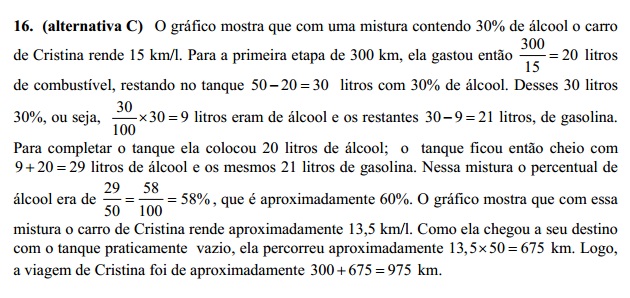 16. (alternativa C) O gráfico mostra que com uma mistura contendo 30% de álcool o carro
de Cristina rende 15 km/l. Para a primeira etapa de 300 km, ela gastou então 300/15 = 20 litros
de combustível, restando no tanque 50 − 20 = 30 litros com 30% de álcool. Desses 30 litros
30%, ou seja, 30/100 × 30 = 9 litros eram de álcool e os restantes 30 − 9 = 21 litros, de gasolina.
Para completar o tanque ela colocou 20 litros de álcool; o tanque ficou então cheio com
9 + 20 = 29 litros de álcool e os mesmos 21 litros de gasolina. Nessa mistura o percentual de
álcool era de 29/50 = 58/100 = 58%, que é aproximadamente 60%. O gráfico mostra que com essa
mistura o carro de Cristina rende aproximadamente 13,5 km/l. Como ela chegou a seu destino
com o tanque praticamente vazio, ela percorreu aproximadamente 13,5 × 50 = 675 km. Logo,
a viagem de Cristina foi de aproximadamente 300 + 675 = 975 km.